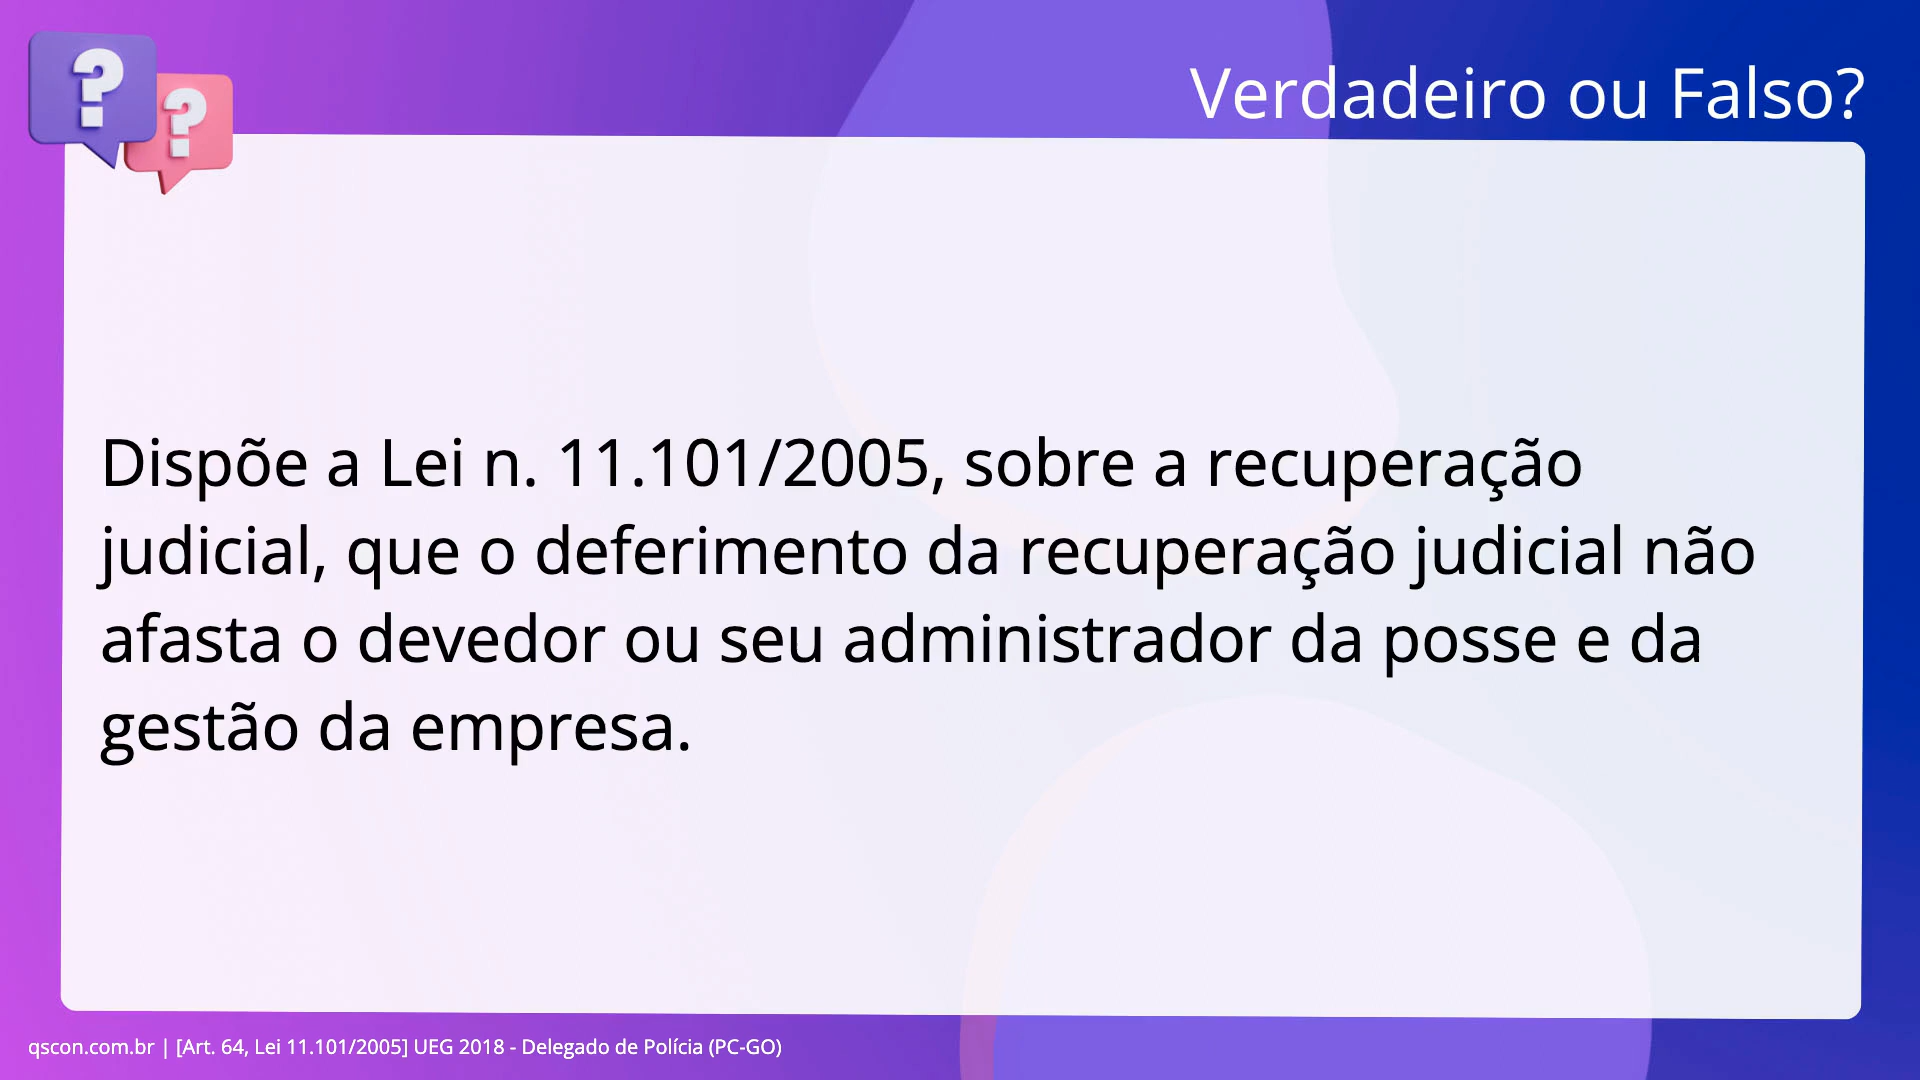 Verdadeiro ou Falso?
Dispõe a Lei n. 11.101/2005, sobre a recuperação
judicial, que o deferimento da recuperação judicial não
afasta o devedor ou seu administrador da posse e da
gestão da empresa.
qscon.com.br | [Art. 64, Lei 11.101/2005] UEG 2018 - Delegado de Polícia (PC-GO)